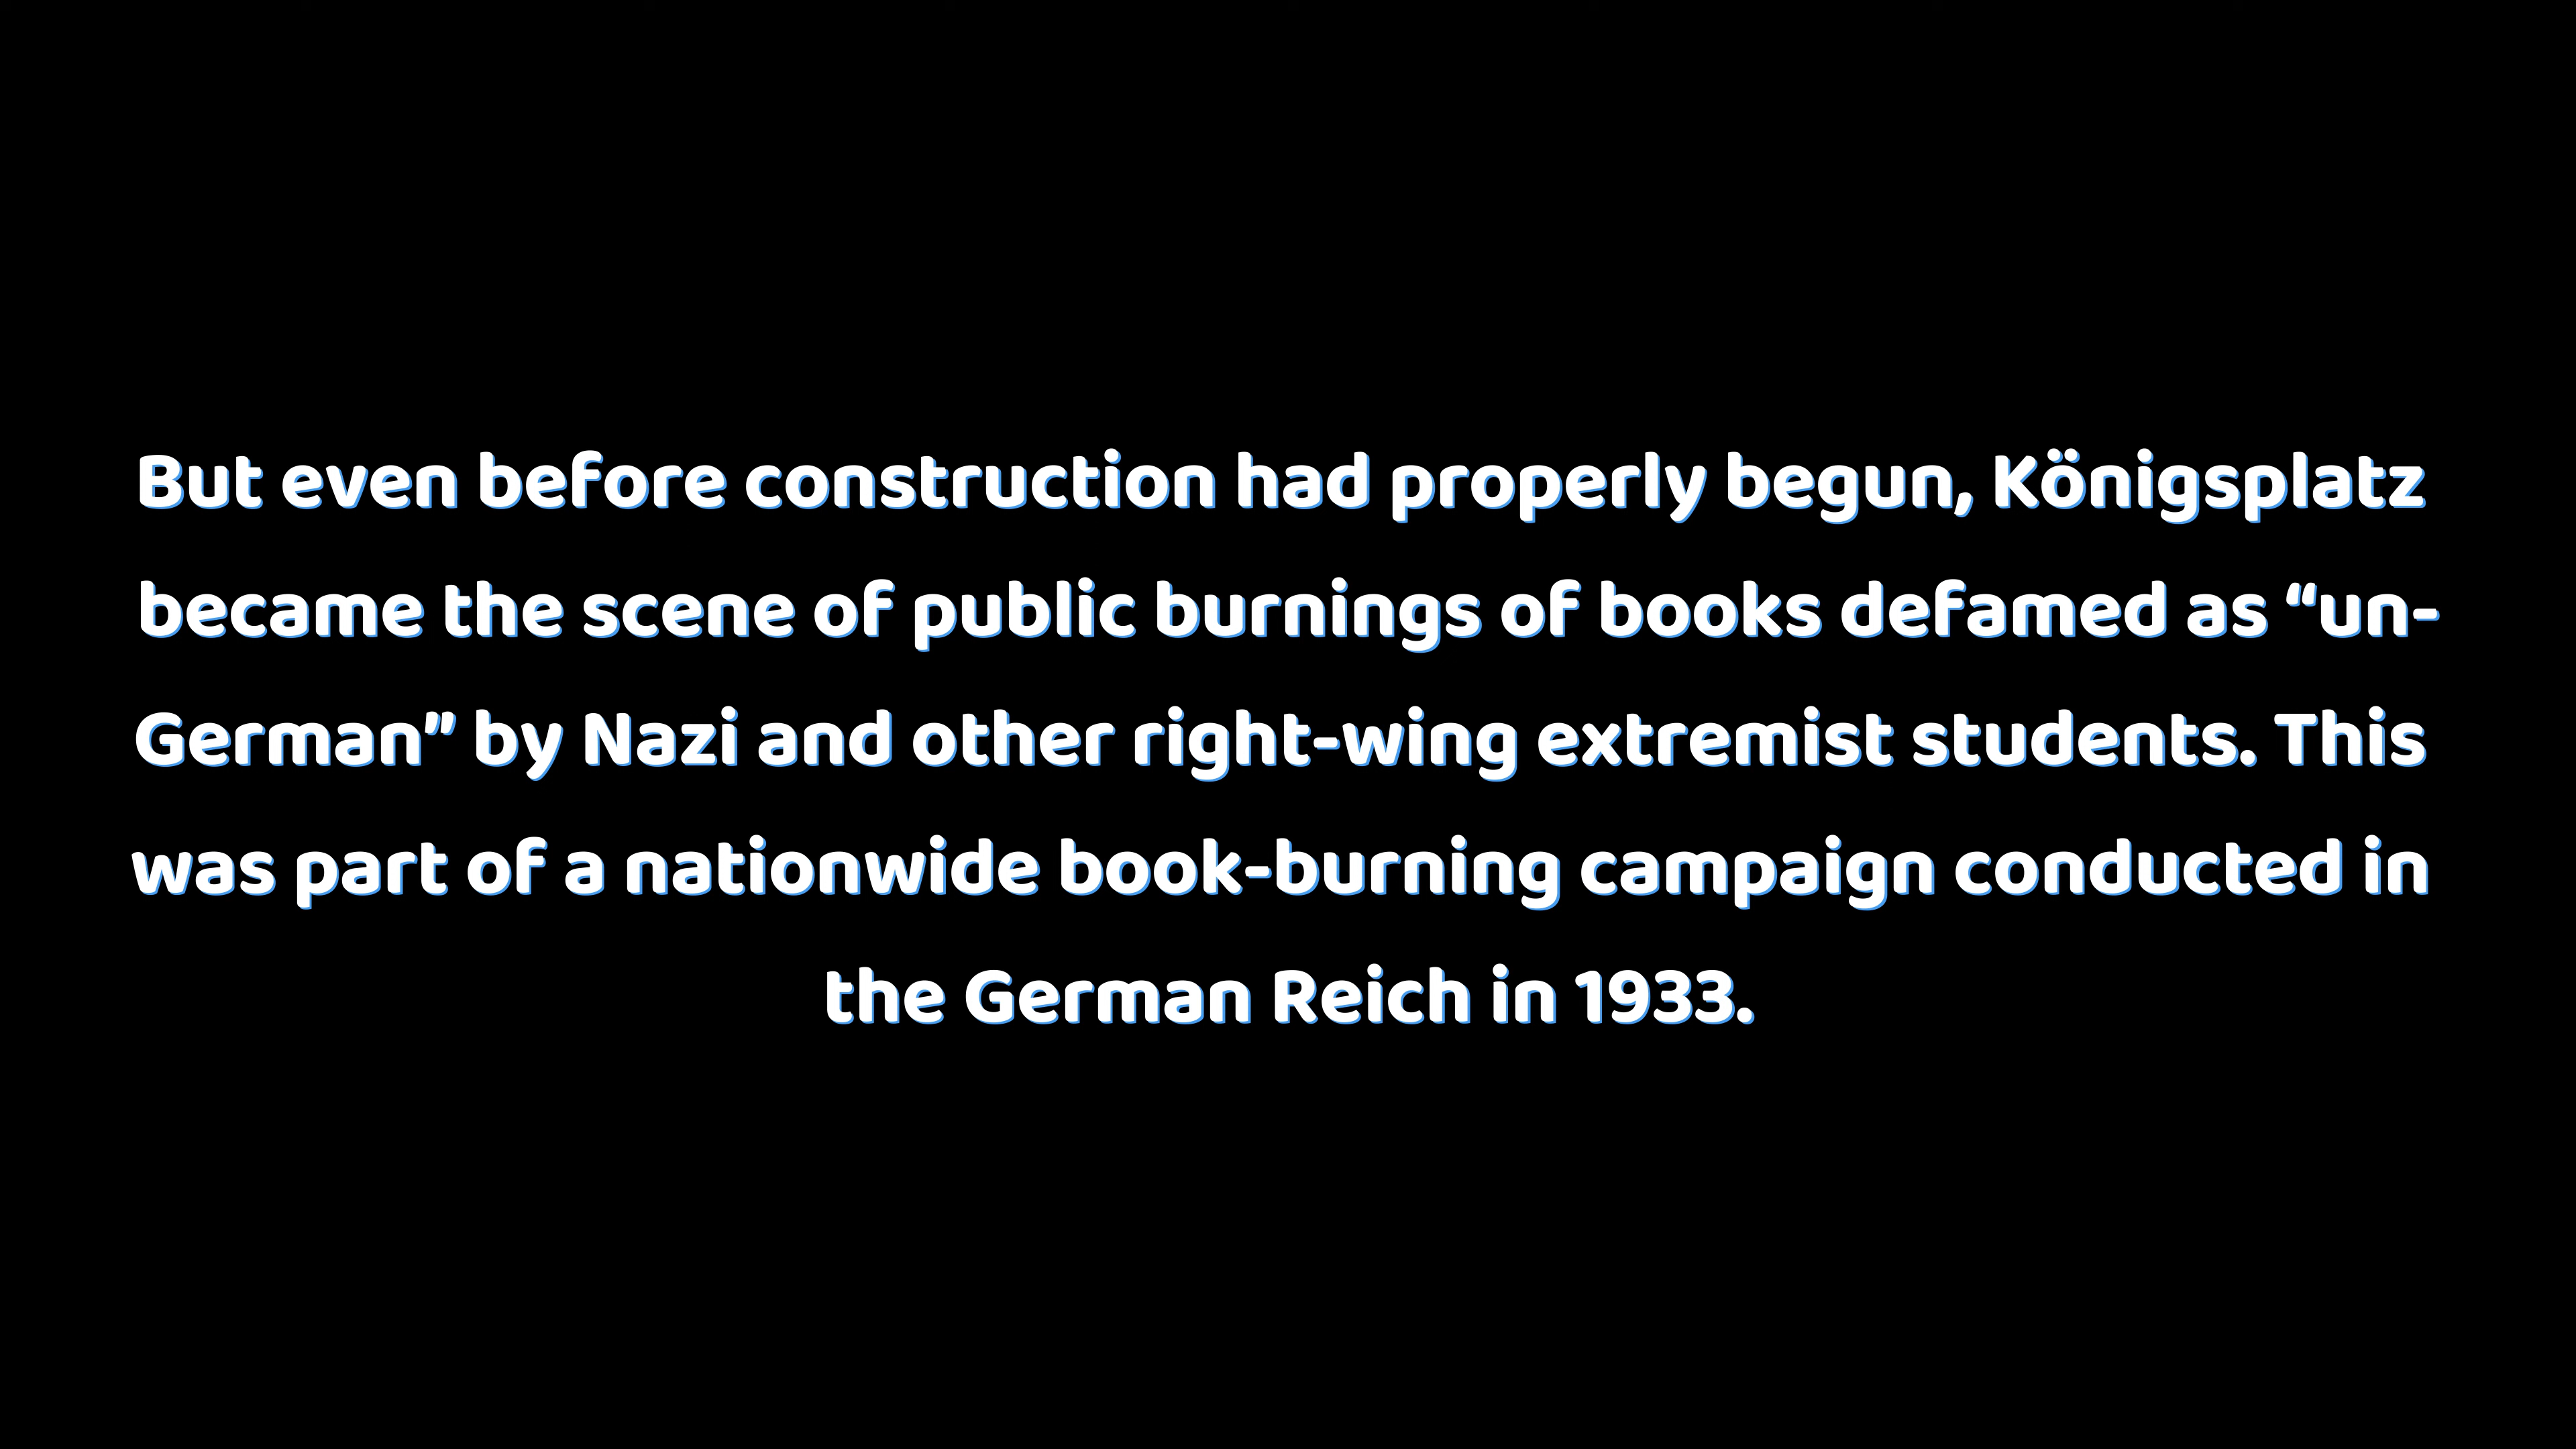 But even before construction had properly begun, Königsplatz
became the scene of public burnings of books defamed as “un-
German” by Nazi and other right-wing extremist students. This
was part of a nationwide book-burning campaign conducted in
the German Reich in 1933.